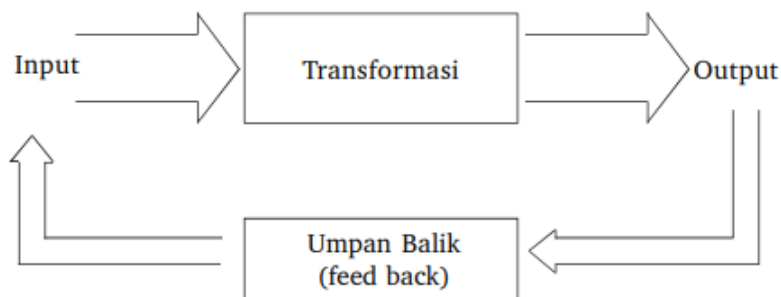 Input
Transformasi
Output
Umpan Balik
(feed back)